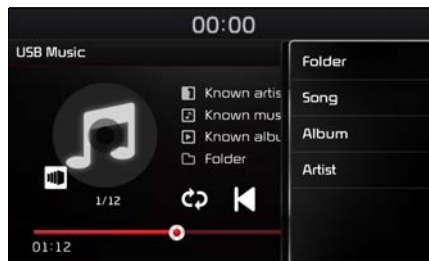 00:00
USB Music
Known artis
Known mus
Known albu
Folder
1/12
01:12
Folder
Song
Album
Artist